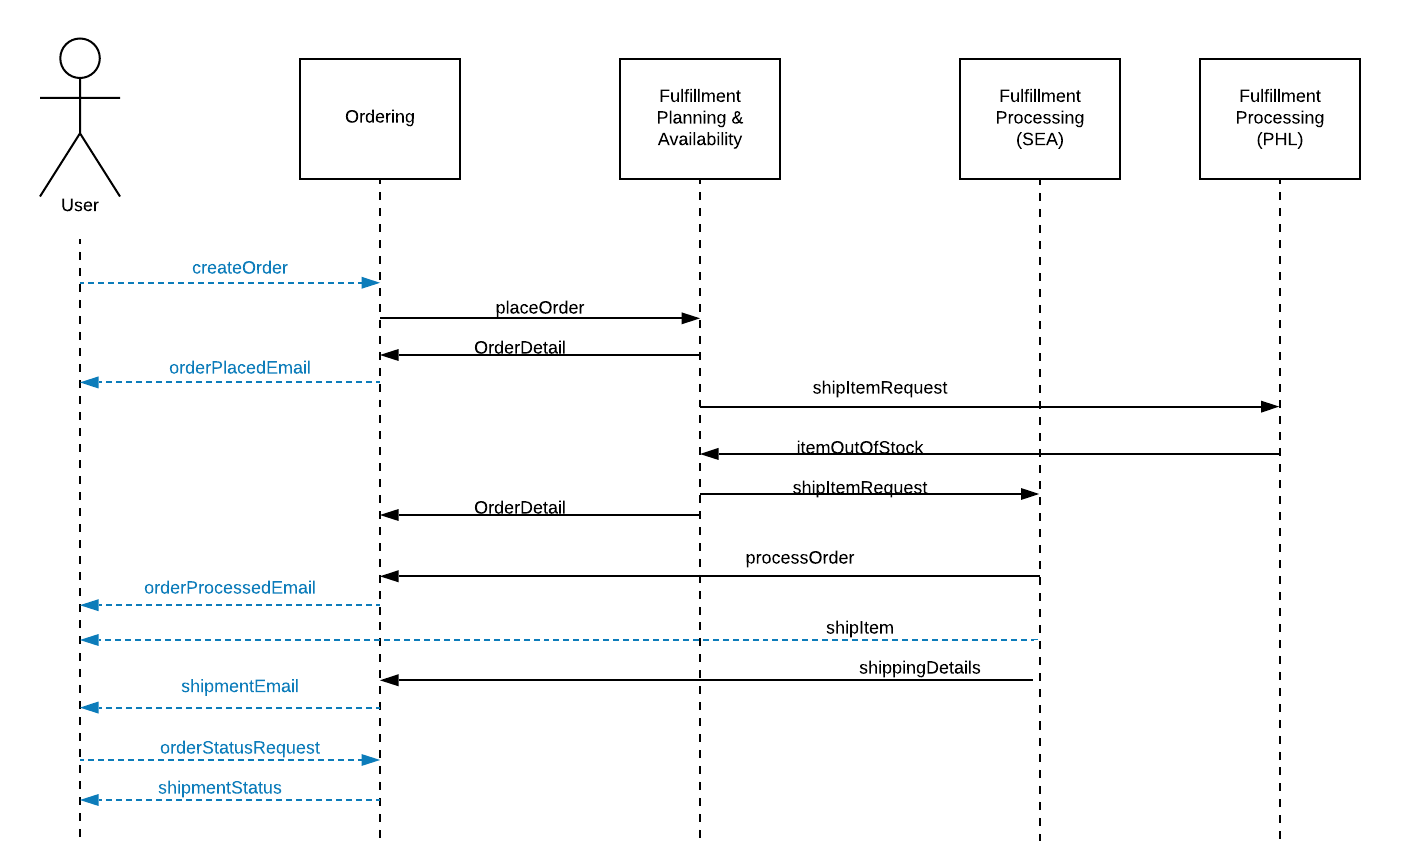 User
Ordering
Fulfillment
Planning &
Availability
Fulfillment
Processing
(SEA)
Fulfillment
Processing
(PHL)
createOrder
placeOrder
OrderDetail
orderPlacedEmail
shipItemRequest
itemOutOfStock
shipItemRequest
OrderDetail
processOrder
orderProcessedEmail
shipItem
shippingDetails
shipmentEmail
orderStatusRequest
shipmentStatus